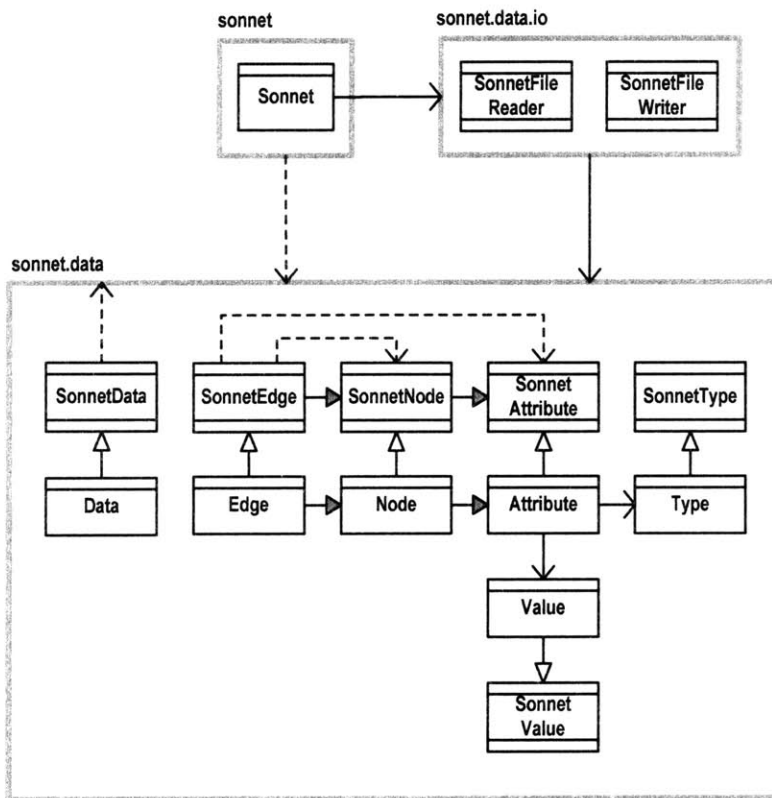 sonnet
sonnet.data.io
Sonnet
SonnetFile
Reader
SonnetFile
Writer
sonnet.data
SonnetData
SonnetEdge
SonnetNode
Sonnet
Attribute
SonnetType
Data
Edge
Node
Attribute
Type
Value
Sonnet
Value